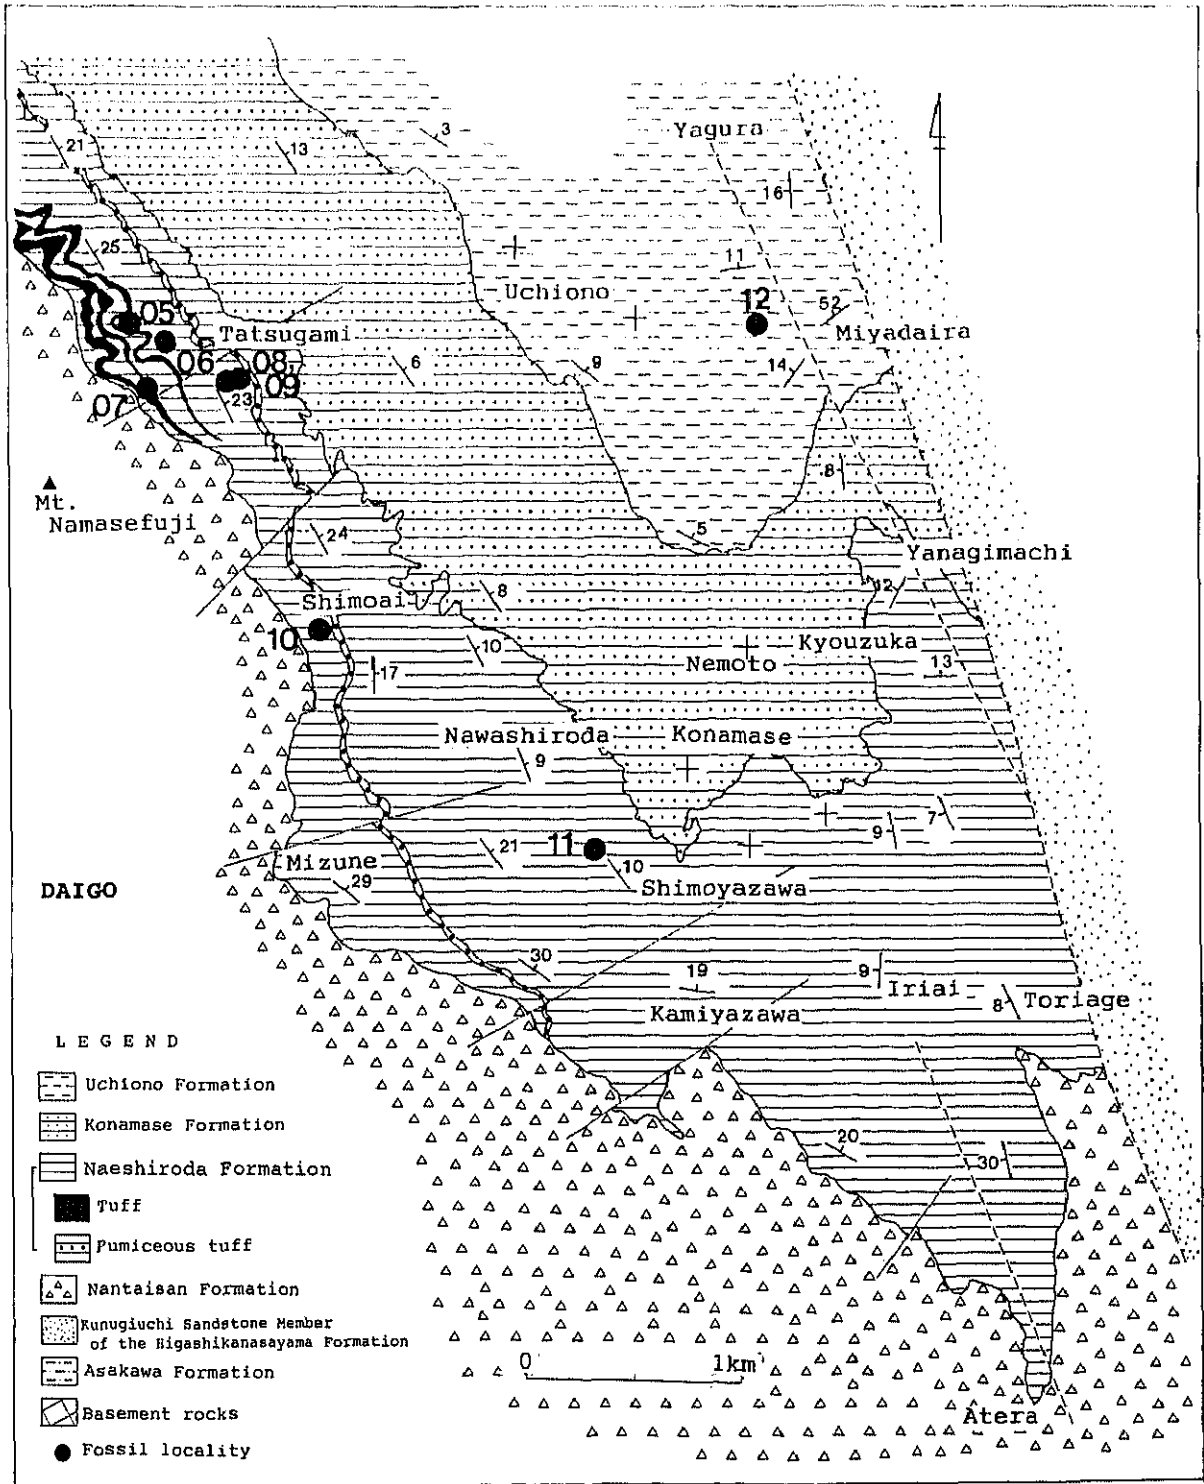 3
Yagura
21
13
16
25
11
Uchiono
12
52
05
Miyadaira
Tatsugami
06
08,
6
9
14
07
09
23
8
Mt.
Namasefuji
24
5
Yanagimachi
8
12
Shimoai
10
10
Kyouzuka
17
Nemoto
13
Nawashiroda
Konamase
9
7
9
21
11
Mizune
10
Shimoyazawa
DAIGO
29
30
19
9
Iriai
8
Toriage
Kamiyazawa
LEGEND
Uchiono Formation
Konamase Formation
20
Naeshiroda Formation
30
Tuff
Pumiceous tuff
Nantaisan Formation
Kunugiuchi Sandstone Member
of the Higashikanasayama Formation
0
1km
Asakawa Formation
Basement rocks
Atera
Fossil locality